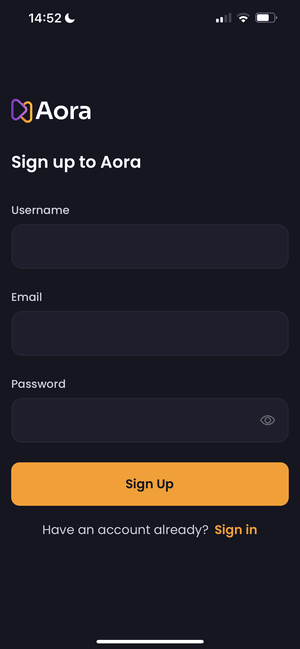 14:52
Aora
Sign up to Aora
Username
Email
Password
Sign Up
Have an account already? Sign in